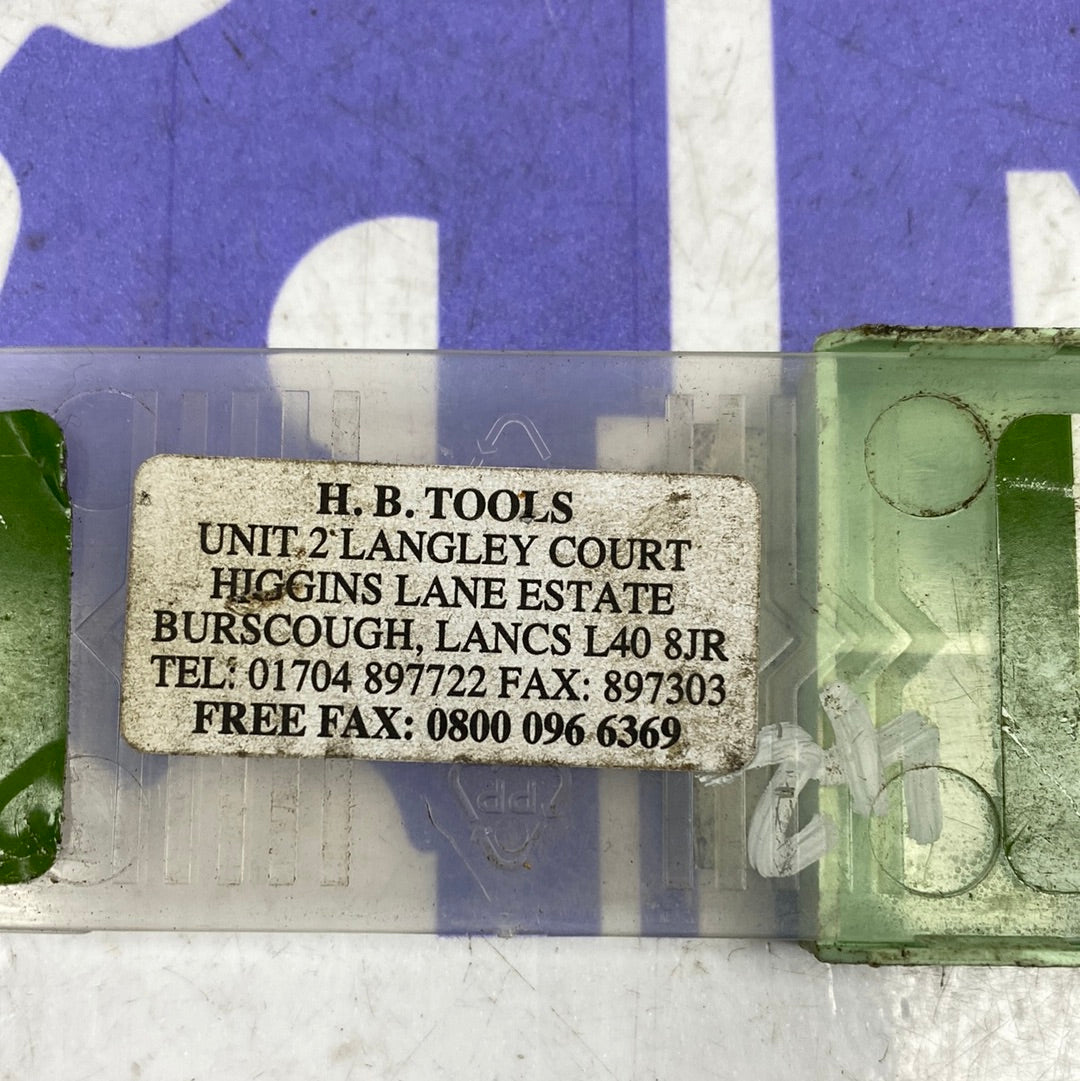 H. B. TOOLS
UNIT 2 LANGLEY COURT
HIGGINS LANE ESTATE
BURSCOUGH, LANCS L40 8JR
TEL: 01704 897722 FAX: 897303
FREE FAX: 0800 096 6369
PP